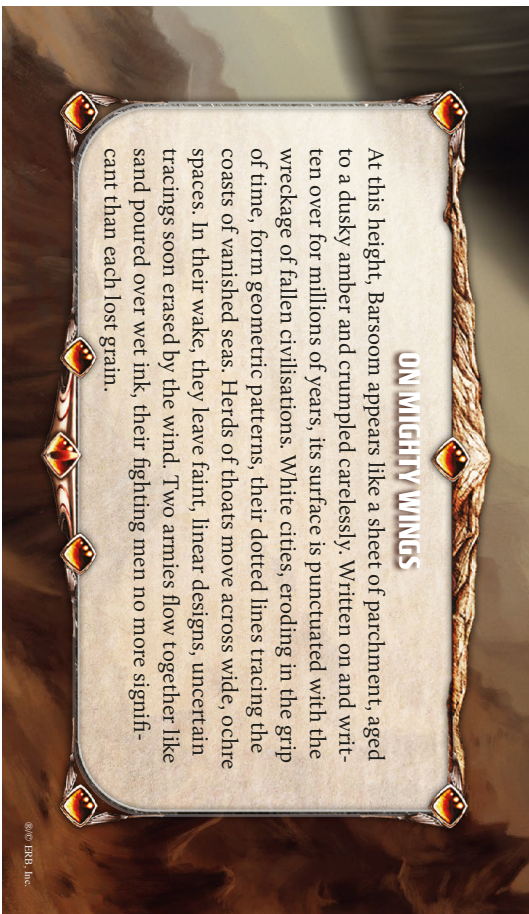 ON MIGHTY WINGS
At this height, Barsoom appears like a sheet of parchment, aged
to a dusky amber and crumpled carelessly. Written on and writ-
ten over for millions of years, its surface is punctuated with the
wreckage of fallen civilisations. White cities, eroding in the grip
of time, form geometric patterns, their dotted lines tracing the
coasts of vanished seas. Herds of thoats move across wide, ochre
spaces. In their wake, they leave faint, linear designs, uncertain
tracings soon erased by the wind. Two armies flow together like
sand poured over wet ink, their fighting men no more signifi-
cant than each lost grain.
®/© ERB, Inc.